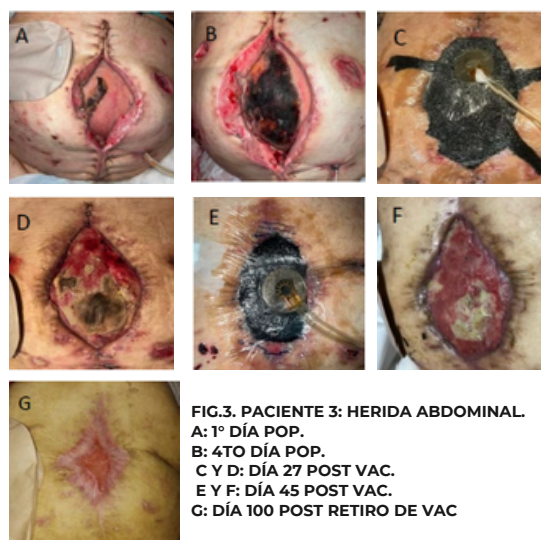 A
B
C
D
E
F
G
FIG.3. PACIENTE 3: HERIDA ABDOMINAL.
A: 1° DÍA POP.
B: 4TO DÍA POP.
C Y D: DÍA 27 POST VAC.
E Y F: DÍA 45 POST VAC.
G: DÍA 100 POST RETIRO DE VAC